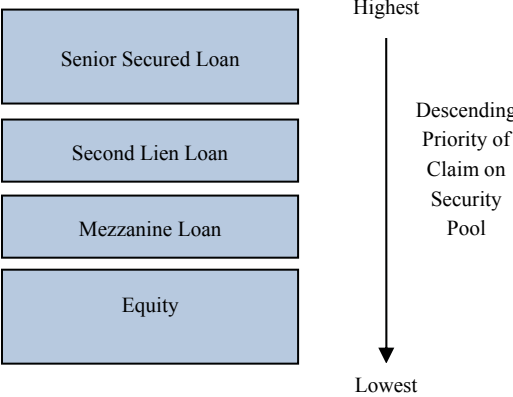 Highest
Senior Secured Loan
Second Lien Loan
Mezzanine Loan
Equity
Descending
Priority of
Claim on
Security
Pool
Lowest